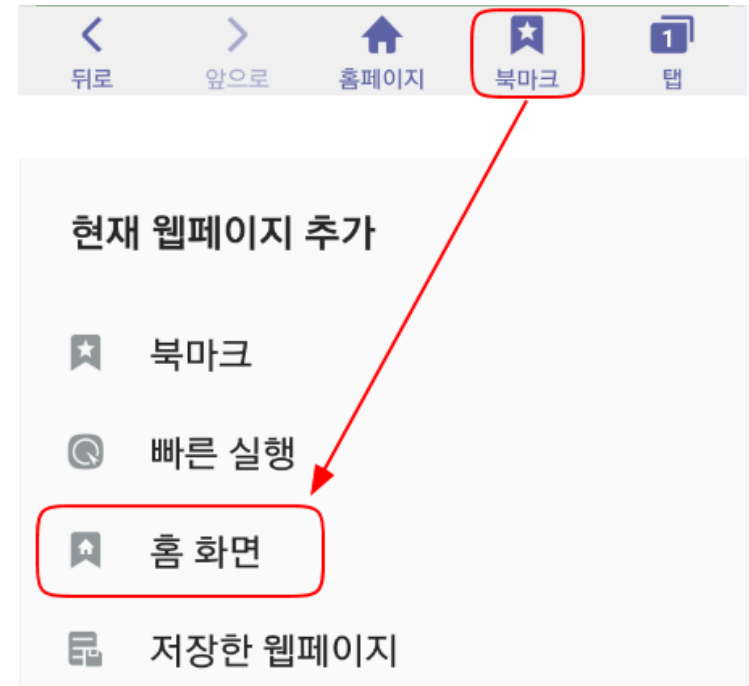 1
뒤로 앞으로 홈페이지 북마크 탭
현재 웹페이지 추가
북마크
빠른 실행
홈 화면
저장한 웹페이지